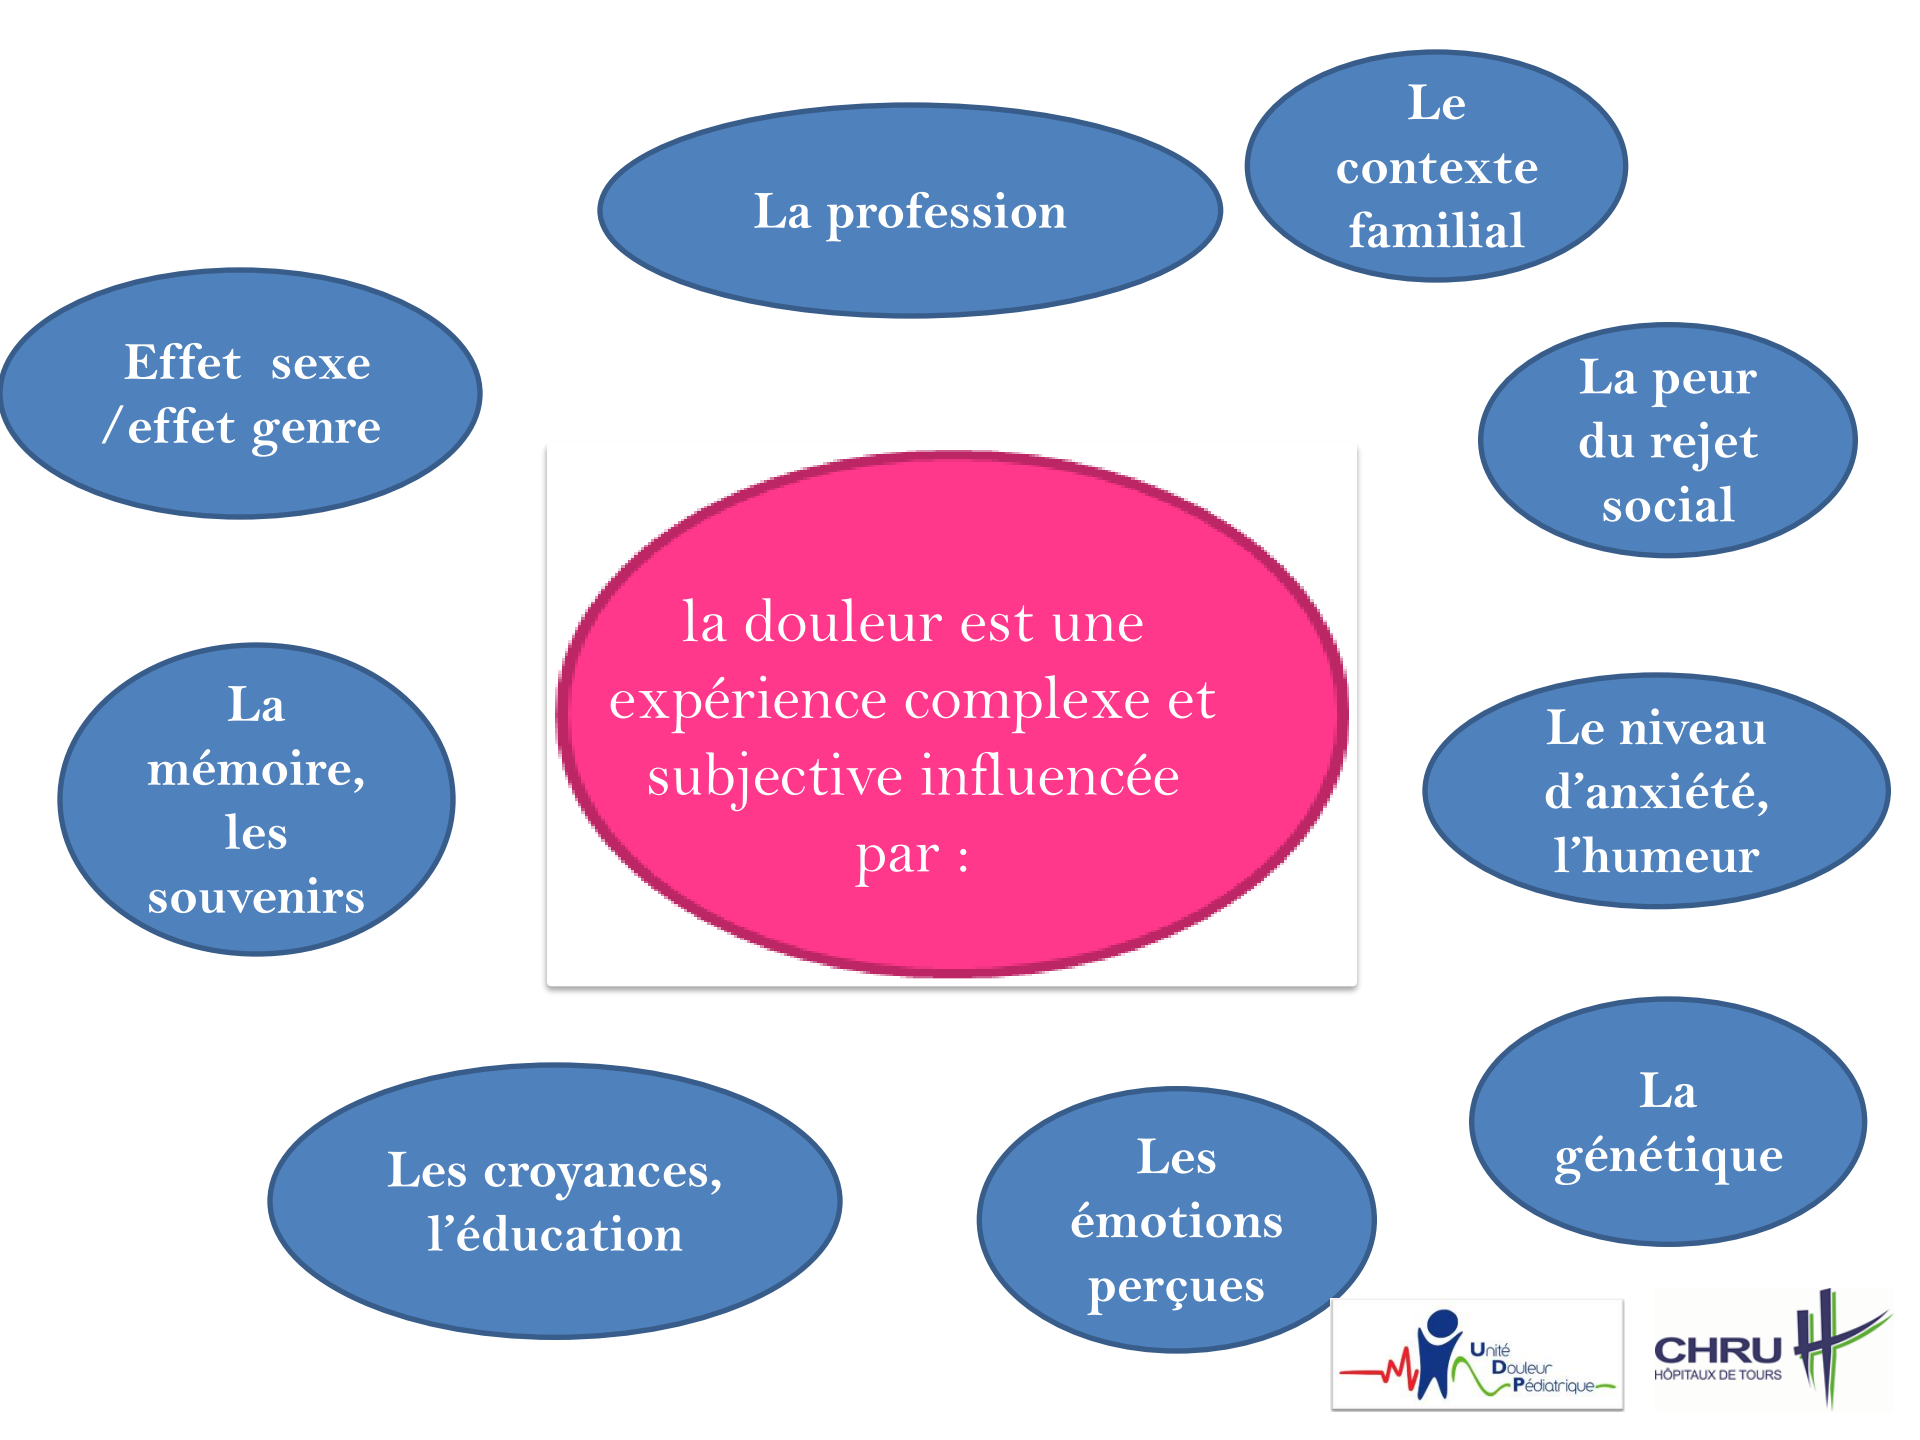 Le
contexte
familial
La profession
Effet  sexe
/effet genre
La peur
du rejet
social
la douleur est une
expérience complexe et
subjective influencée
par :
La
mémoire,
les
souvenirs
Le niveau
d’anxiété,
l’humeur
La
génétique
Les croyances,
l’éducation
Les
émotions
perçues
Unité
Douleur
Pédiatrique
CHRU
HÔPITAUX DE TOURS